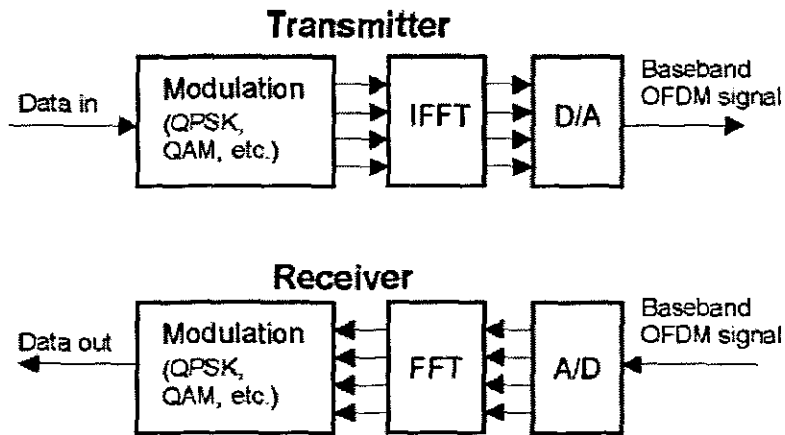 Transmitter
Data in
Modulation
(QPSK,
QAM, etc.)
IFFT
D/A
Baseband
OFDM signal
Receiver
Data out
Modulation
(QPSK,
QAM, etc.)
FFT
A/D
Baseband
OFDM signal